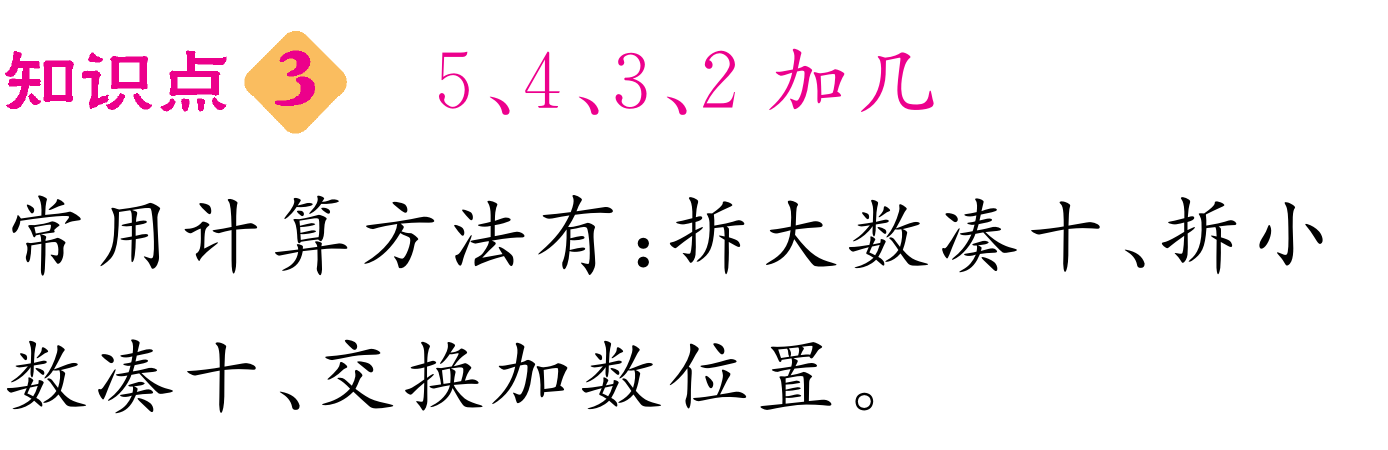 知识点 3 5、4、3、2 加几
常用计算方法有:拆大数凑十、拆小
数凑十、交换加数位置。